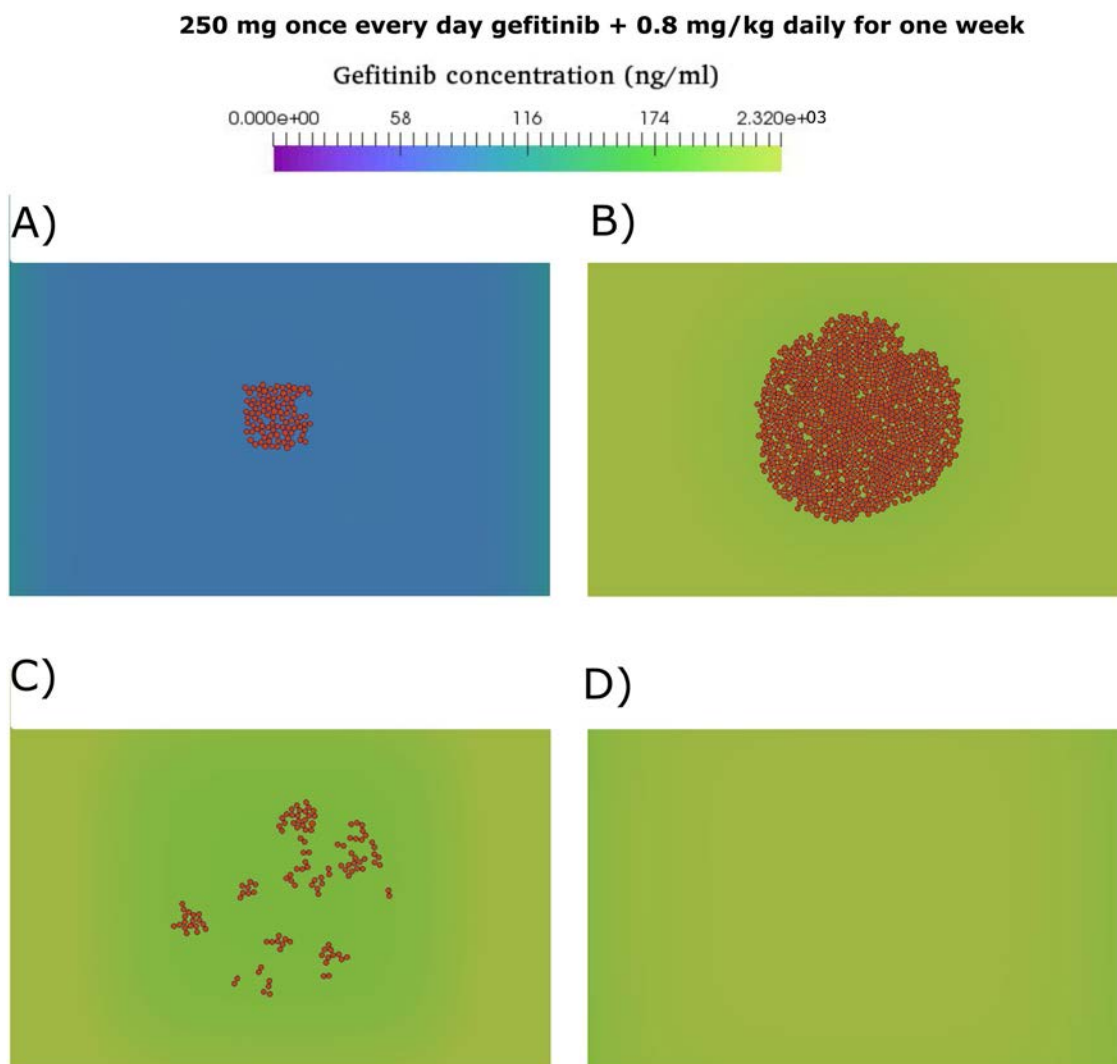 250 mg once every day gefitinib + 0.8 mg/kg daily for one week
Gefitinib concentration (ng/ml)
0.000e+00 58 116 174 2.320e+03
A) B)
C) D)